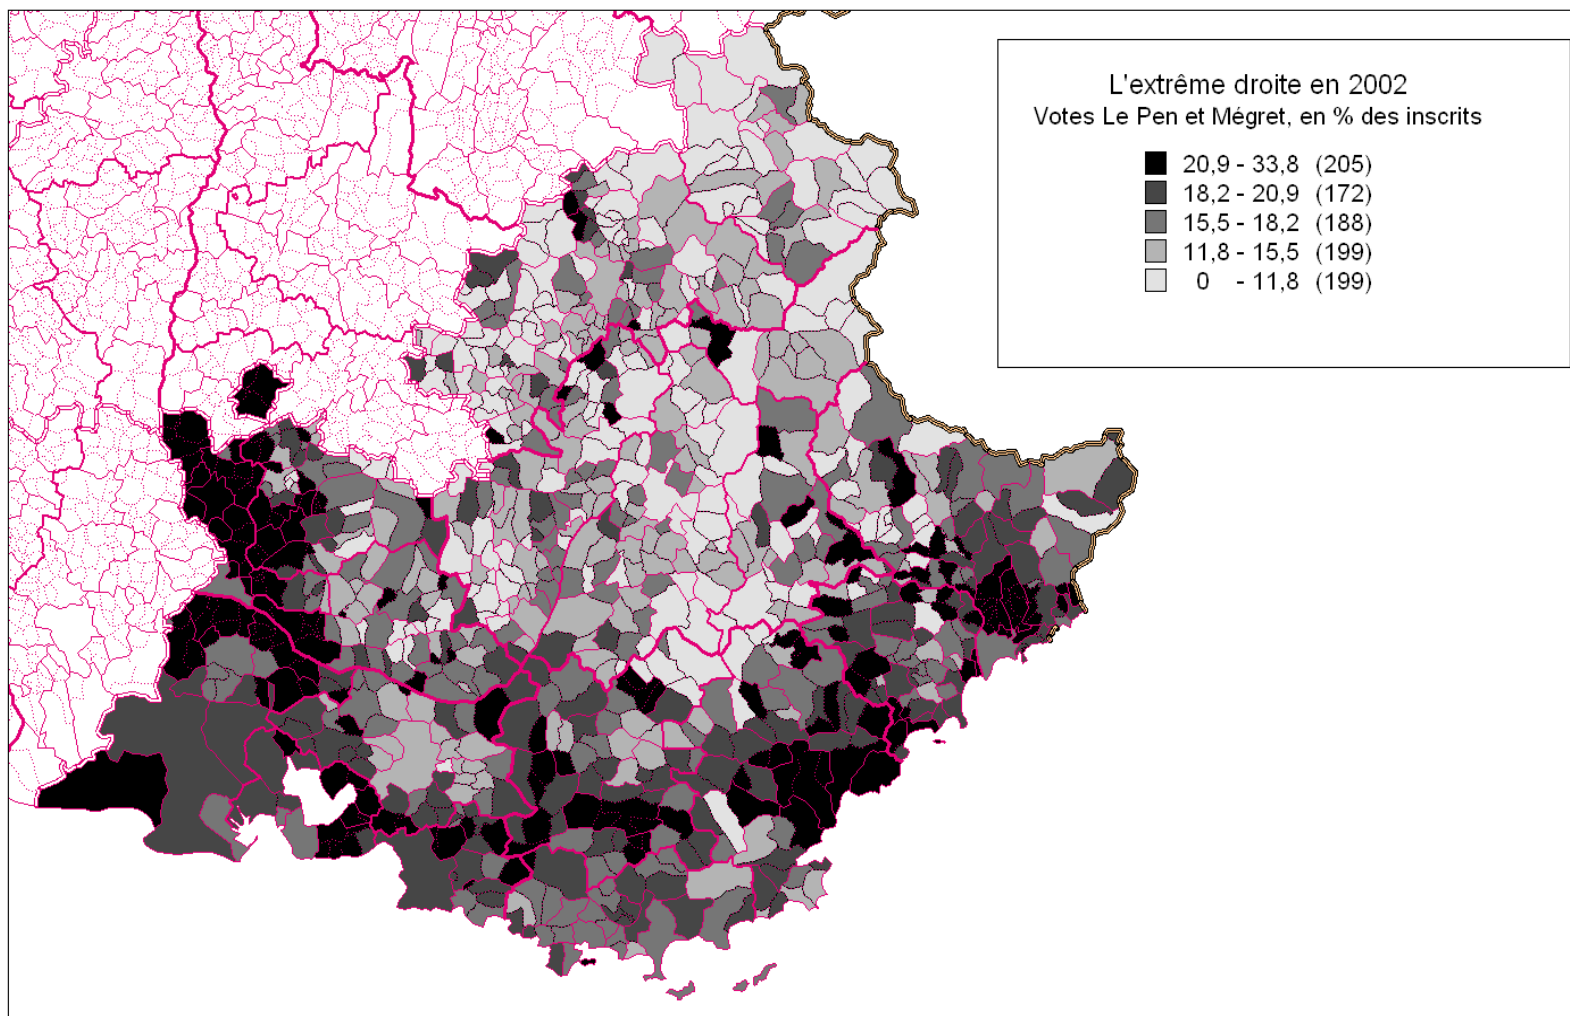 L'extrême droite en 2002
Votes Le Pen et Mégret, en % des inscrits
20,9 - 33,8 (205)
18,2 - 20,9 (172)
15,5 - 18,2 (188)
11,8 - 15,5 (199)
0 - 11,8 (199)